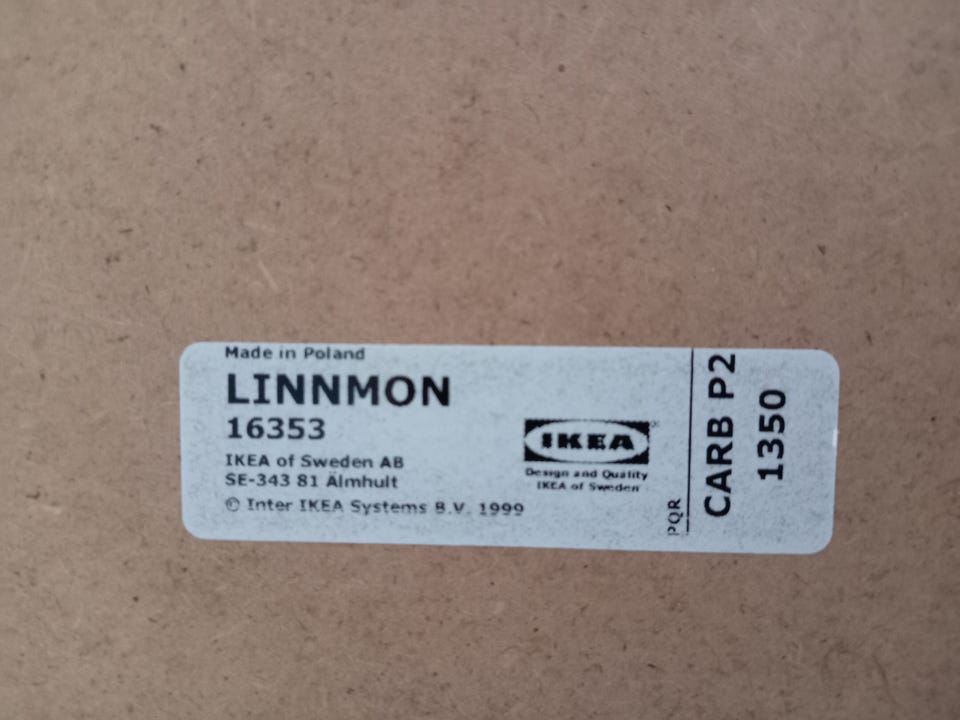 Made in Poland
LINNMON
16353
IKEA of Sweden AB
SE-343 81 Älmhult
© Inter IKEA Systems B.V. 1999
IKEA®
Design and Quality
IKEA of Sweden
PQR
CARB P2
1350